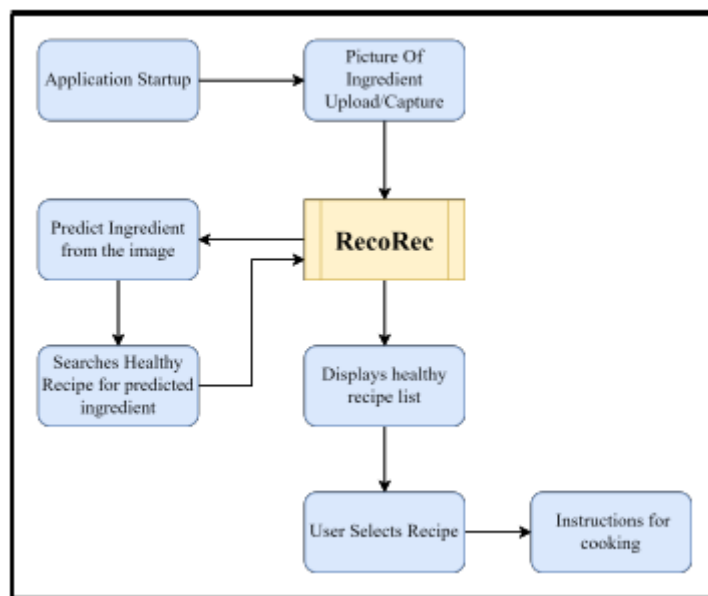 Application Startup
Picture Of
Ingredient
Upload/Capture
Predict Ingredient
from the image
RecoRec
Searches Healthy
Recipe for predicted
ingredient
Displays healthy
recipe list
User Selects Recipe
Instructions for
cooking